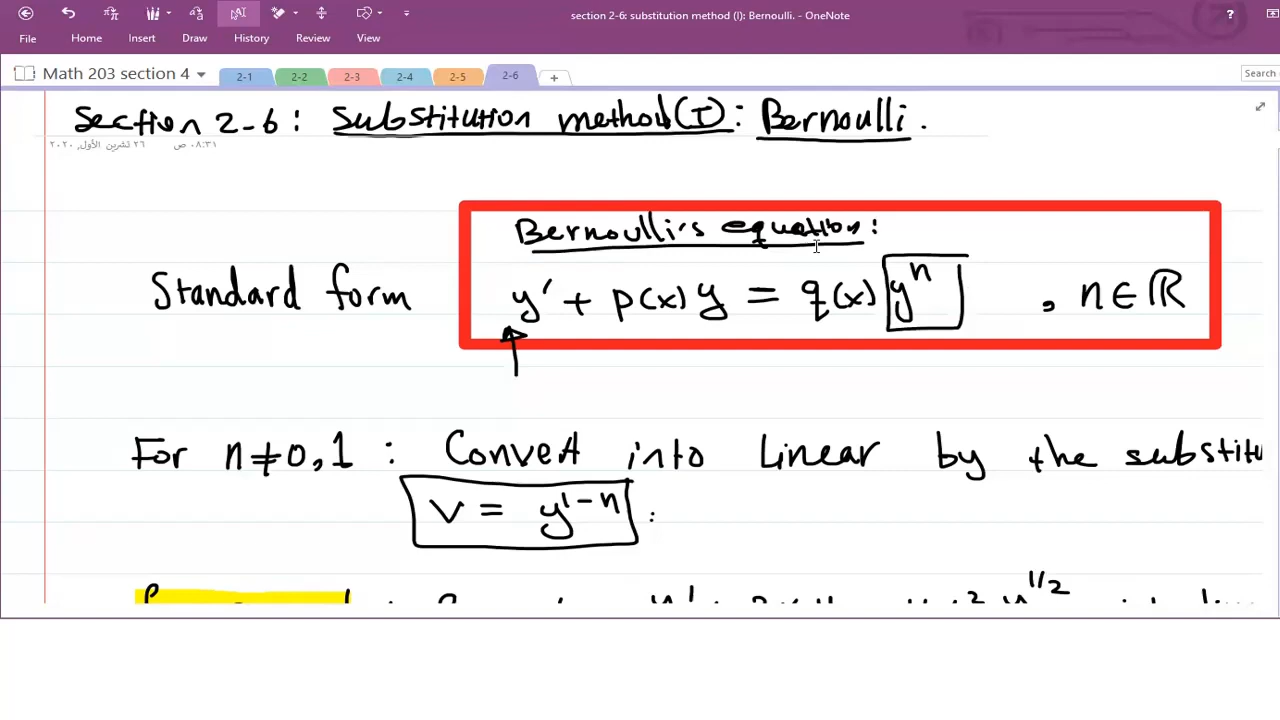 section 2-6: substitution method (I): Bernoulli. - OneNote
?
File Home Insert Draw History Review View
Math 203 section 4
2-1 2-2 2-3 2-4 2-5 2-6 +
Search
Section 2-6: Substitution method(I): Bernoulli.
٢٦ تشرين الأول, ٢٠٢٠ ٠٨:٣١ ص
Bernoulli's equation:
Standard form y' + p(x) y = q(x) yⁿ , n ∈ ℝ
For n ≠ 0,1 : Convert into Linear by the substitu
v = y^{1-n} :
y^{1/2}